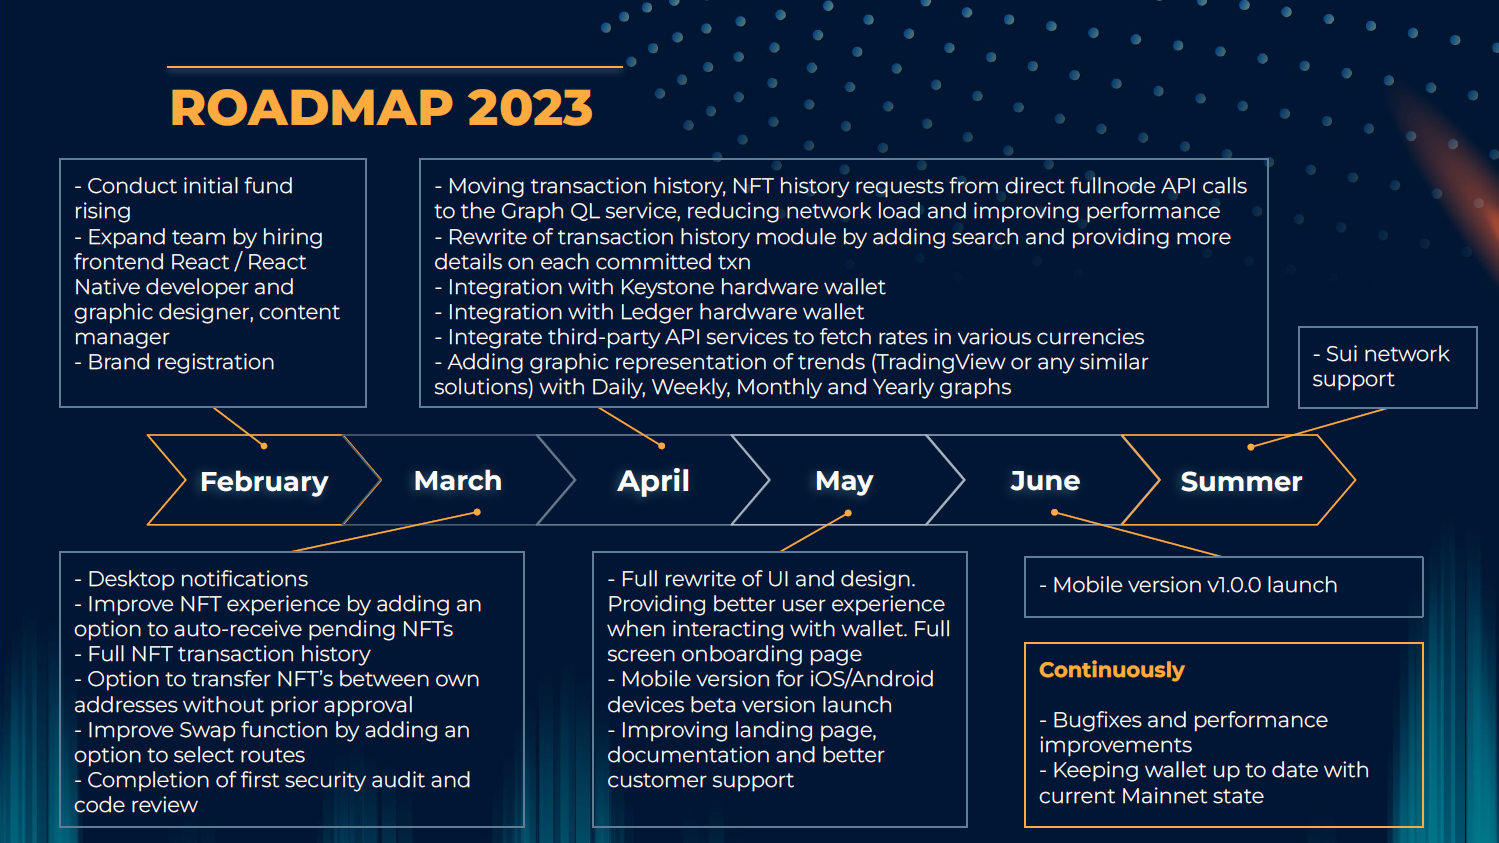 ROADMAP 2023
- Conduct initial fund
rising
- Expand team by hiring
frontend React / React
Native developer and
graphic designer, content
manager
- Brand registration
- Moving transaction history, NFT history requests from direct fullnode API calls
to the Graph QL service, reducing network load and improving performance
- Rewrite of transaction history module by adding search and providing more
details on each committed txn
- Integration with Keystone hardware wallet
- Integration with Ledger hardware wallet
- Integrate third-party API services to fetch rates in various currencies
- Adding graphic representation of trends (TradingView or any similar
solutions) with Daily, Weekly, Monthly and Yearly graphs
- Sui network
support
February
March
April
May
June
Summer
- Desktop notifications
- Improve NFT experience by adding an
option to auto-receive pending NFTs
- Full NFT transaction history
- Option to transfer NFT’s between own
addresses without prior approval
- Improve Swap function by adding an
option to select routes
- Completion of first security audit and
code review
- Full rewrite of UI and design.
Providing better user experience
when interacting with wallet. Full
screen onboarding page
- Mobile version for iOS/Android
devices beta version launch
- Improving landing page,
documentation and better
customer support
- Mobile version v1.0.0 launch
Continuously
- Bugfixes and performance
improvements
- Keeping wallet up to date with
current Mainnet state